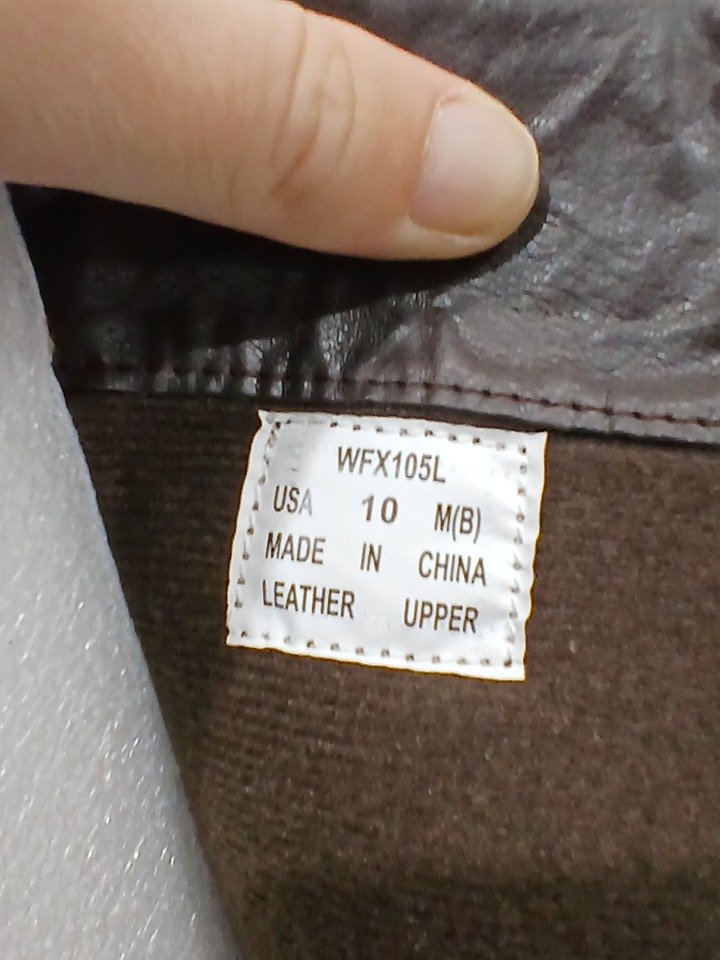 WFX105L
USA 10 M(B)
MADE IN CHINA
LEATHER UPPER